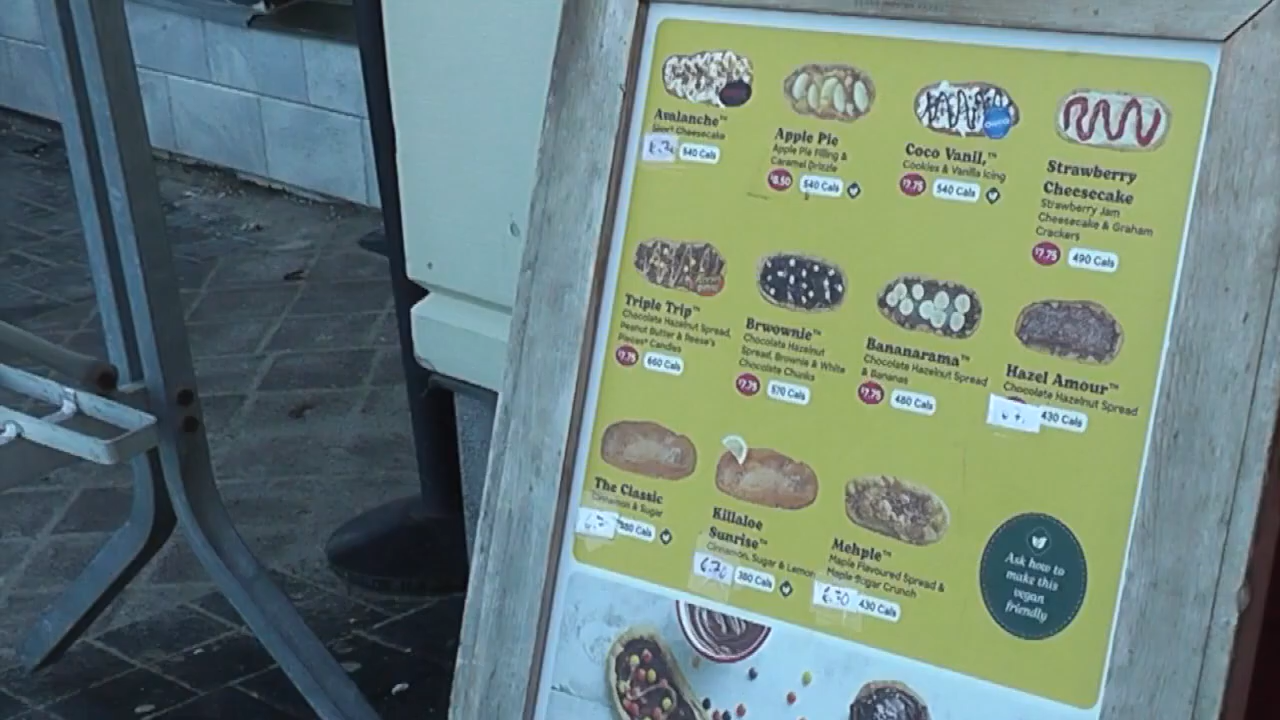 Avalanche™
Cheesecake
540 Cals
Apple Pie
Apple Pie Filling &
Caramel Drizzle
$8.50 540 Cals
Coco Vanil,™
Cookies & Vanilla Icing
$7.75 540 Cals
Strawberry
Cheesecake
Strawberry Jam
Cheesecake & Graham
Crackers
$7.75 490 Cals
Triple Trip™
Chocolate Hazelnut Spread,
Peanut Butter & Reese's
Pieces® Candies
$7.75 660 Cals
Brwownie™
Chocolate Hazelnut
Spread, Brownie & White
Chocolate Chunks
$7.75 570 Cals
Bananarama™
Chocolate Hazelnut Spread
& Bananas
$7.75 480 Cals
Hazel Amour™
Chocolate Hazelnut Spread
430 Cals
The Classic
Cinnamon & Sugar
380 Cals
Killaloe
Sunrise™
Cinnamon, Sugar & Lemon
6.70 380 Cals
Mehple™
Maple Flavoured Spread &
Maple Sugar Crunch
6.70 430 Cals
Ask how to
make this
vegan
friendly